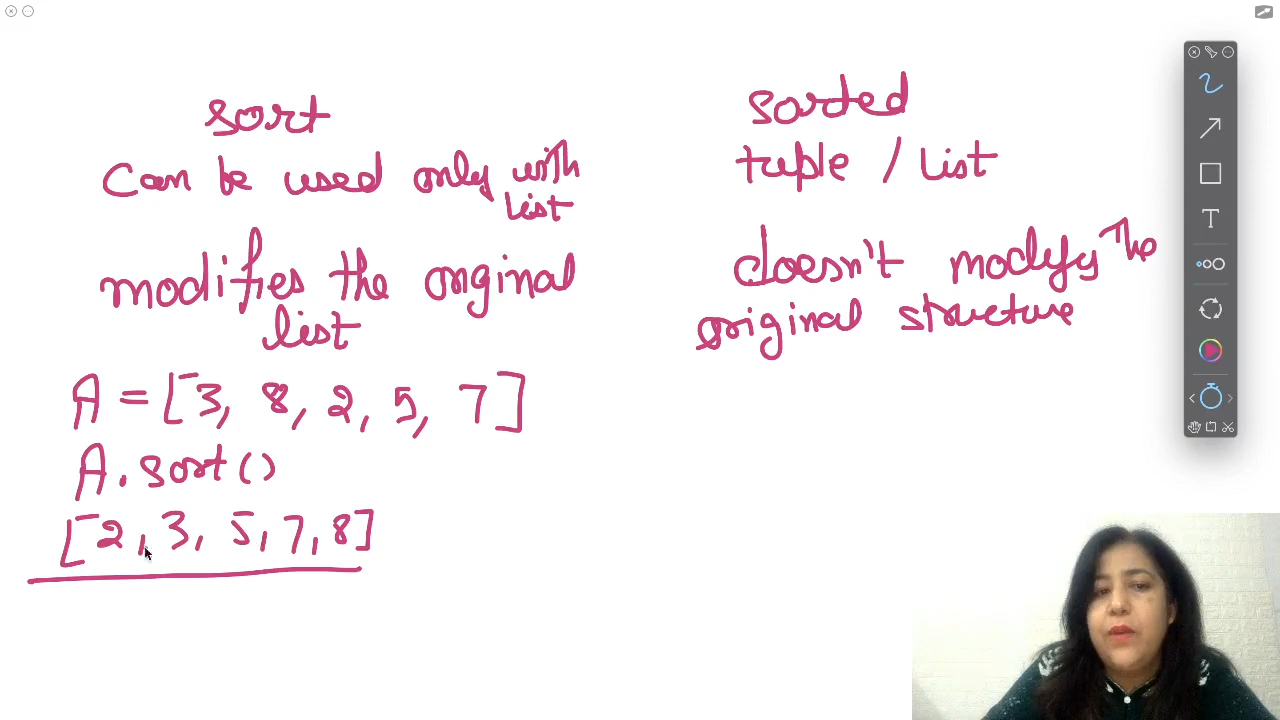 sort
can be used only with
list
modifies the original
list
A = [3, 8, 2, 5, 7]
A.sort()
[2, 3, 5, 7, 8]
sorted
tuple / list
doesn't modify the
original structure
T